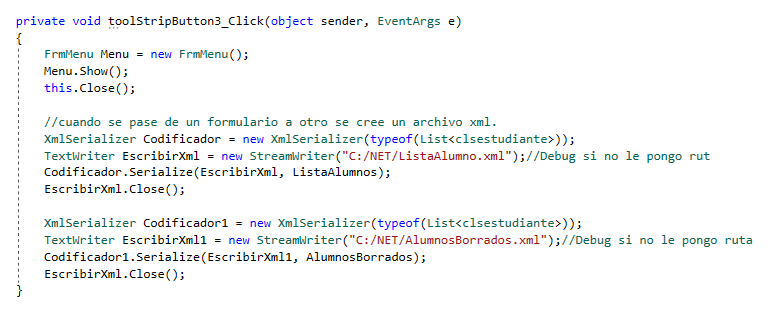 private void toolStripButton3_Click(object sender, EventArgs e)
{
FrmMenu Menu = new FrmMenu();
Menu.Show();
this.Close();
//cuando se pase de un formulario a otro se cree un archivo xml.
XmlSerializer Codificador = new XmlSerializer(typeof(List<clsestudiante>));
TextWriter EscribirXml = new StreamWriter("C:/NET/ListaAlumno.xml");//Debug si no le pongo rut
Codificador.Serialize(EscribirXml, ListaAlumnos);
EscribirXml.Close();
XmlSerializer Codificador1 = new XmlSerializer(typeof(List<clsestudiante>));
TextWriter EscribirXml1 = new StreamWriter("C:/NET/AlumnosBorrados.xml");//Debug si no le pongo ruta
Codificador1.Serialize(EscribirXml1, AlumnosBorrados);
EscribirXml.Close();
}